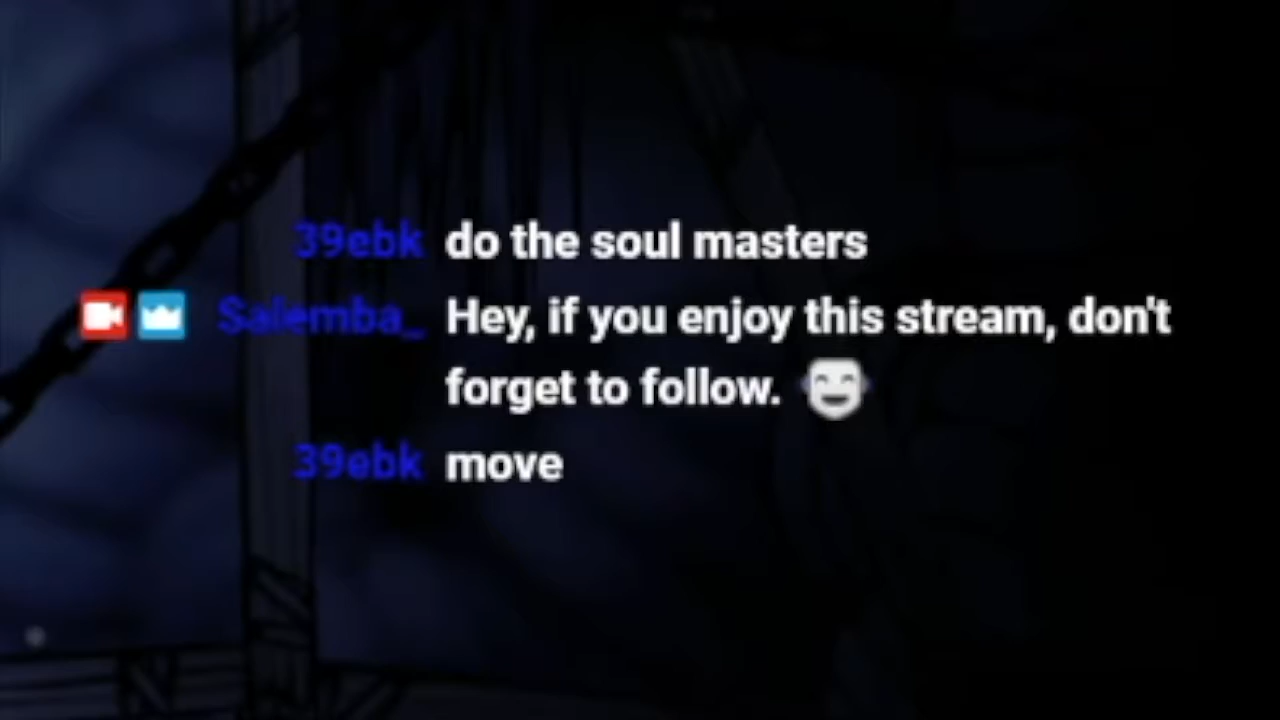 39ebk do the soul masters
Salemba_ Hey, if you enjoy this stream, don't
forget to follow.
39ebk move